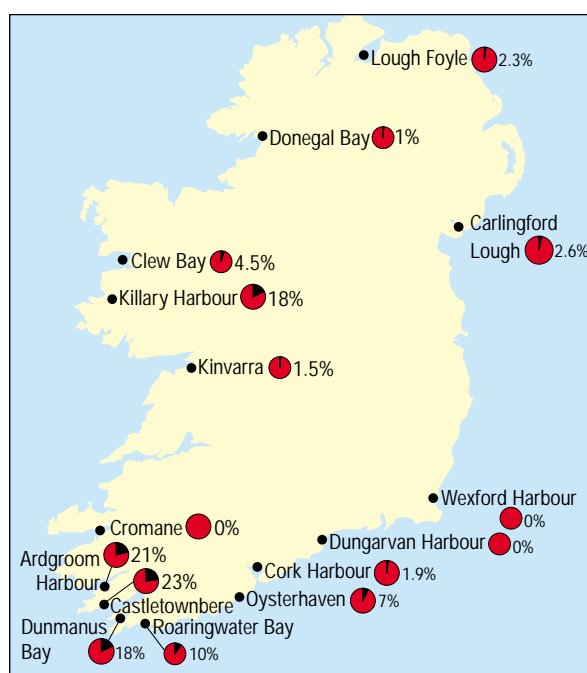 Lough Foyle 2.3%
Donegal Bay 1%
Carlingford
Lough 2.6%
Clew Bay 4.5%
Killary Harbour 18%
Kinvarra 1.5%
Wexford Harbour
0%
Cromane 0%
Dungarvan Harbour 0%
Ardgroom 21%
Harbour
Cork Harbour 1.9%
23%
Castletownbere
Oysterhaven 7%
Dunmanus
Bay 18%
Roaringwater Bay
10%